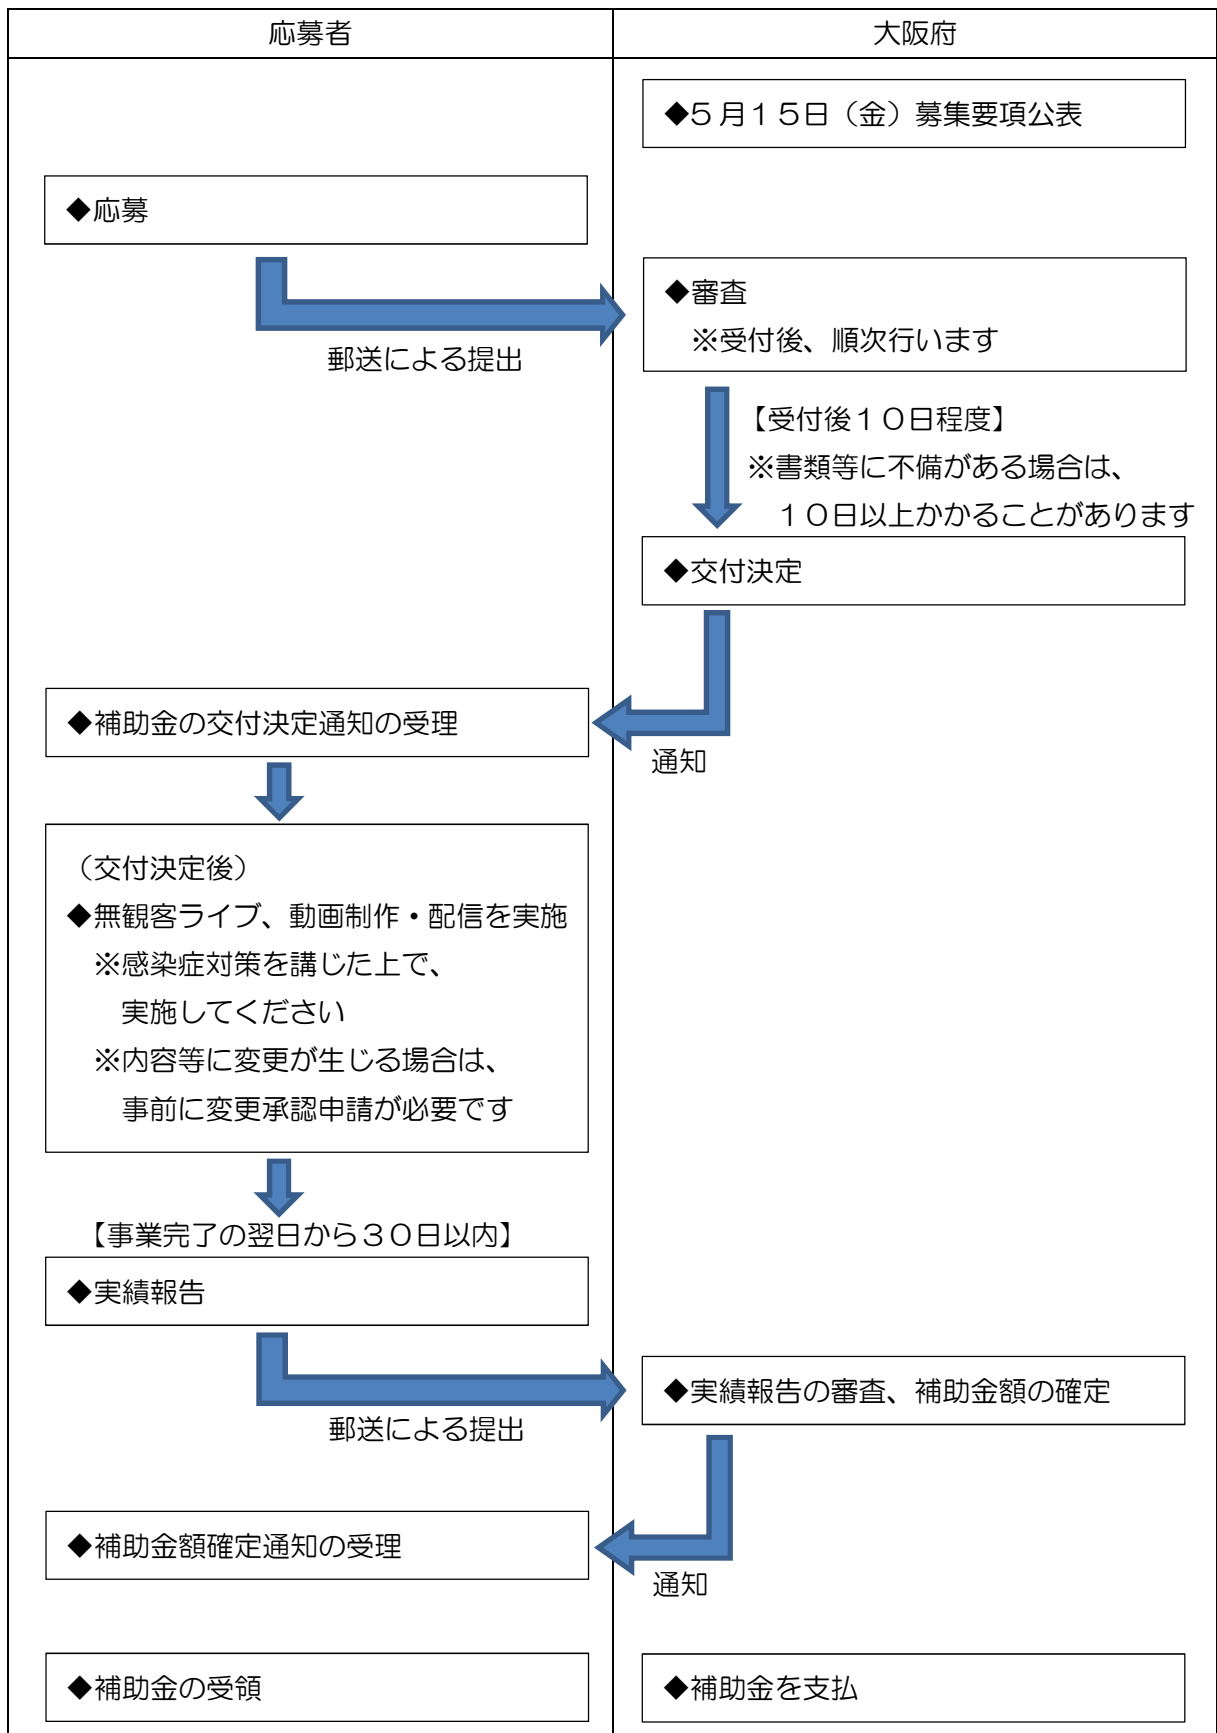 応募者
大阪府
◆５月１５日（金）募集要項公表
◆応募
郵送による提出
◆審査
※受付後、順次行います
【受付後１０日程度】
※書類等に不備がある場合は、
１０日以上かかることがあります
◆交付決定
通知
◆補助金の交付決定通知の受理
（交付決定後）
◆無観客ライブ、動画制作・配信を実施
※感染症対策を講じた上で、
実施してください
※内容等に変更が生じる場合は、
事前に変更承認申請が必要です
【事業完了の翌日から３０日以内】
◆実績報告
郵送による提出
◆実績報告の審査、補助金額の確定
通知
◆補助金額確定通知の受理
◆補助金の受領
◆補助金を支払